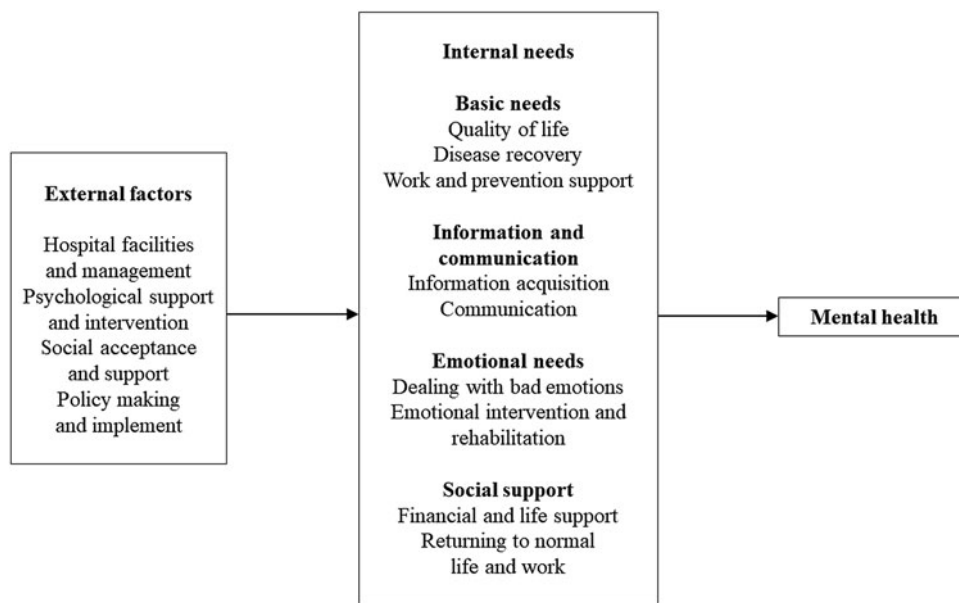 External factors
Hospital facilities
and management
Psychological support
and intervention
Social acceptance
and support
Policy making
and implement
Internal needs
Basic needs
Quality of life
Disease recovery
Work and prevention support
Information and
communication
Information acquisition
Communication
Emotional needs
Dealing with bad emotions
Emotional intervention and
rehabilitation
Social support
Financial and life support
Returning to normal
life and work
Mental health